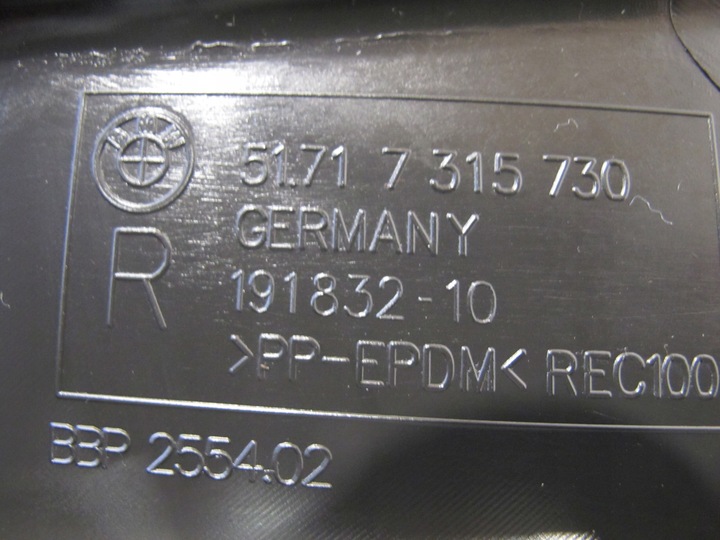 51.71 7 315 730
GERMANY
R
191832-10
>PP-EPDM< REC100
BBP 2554.02